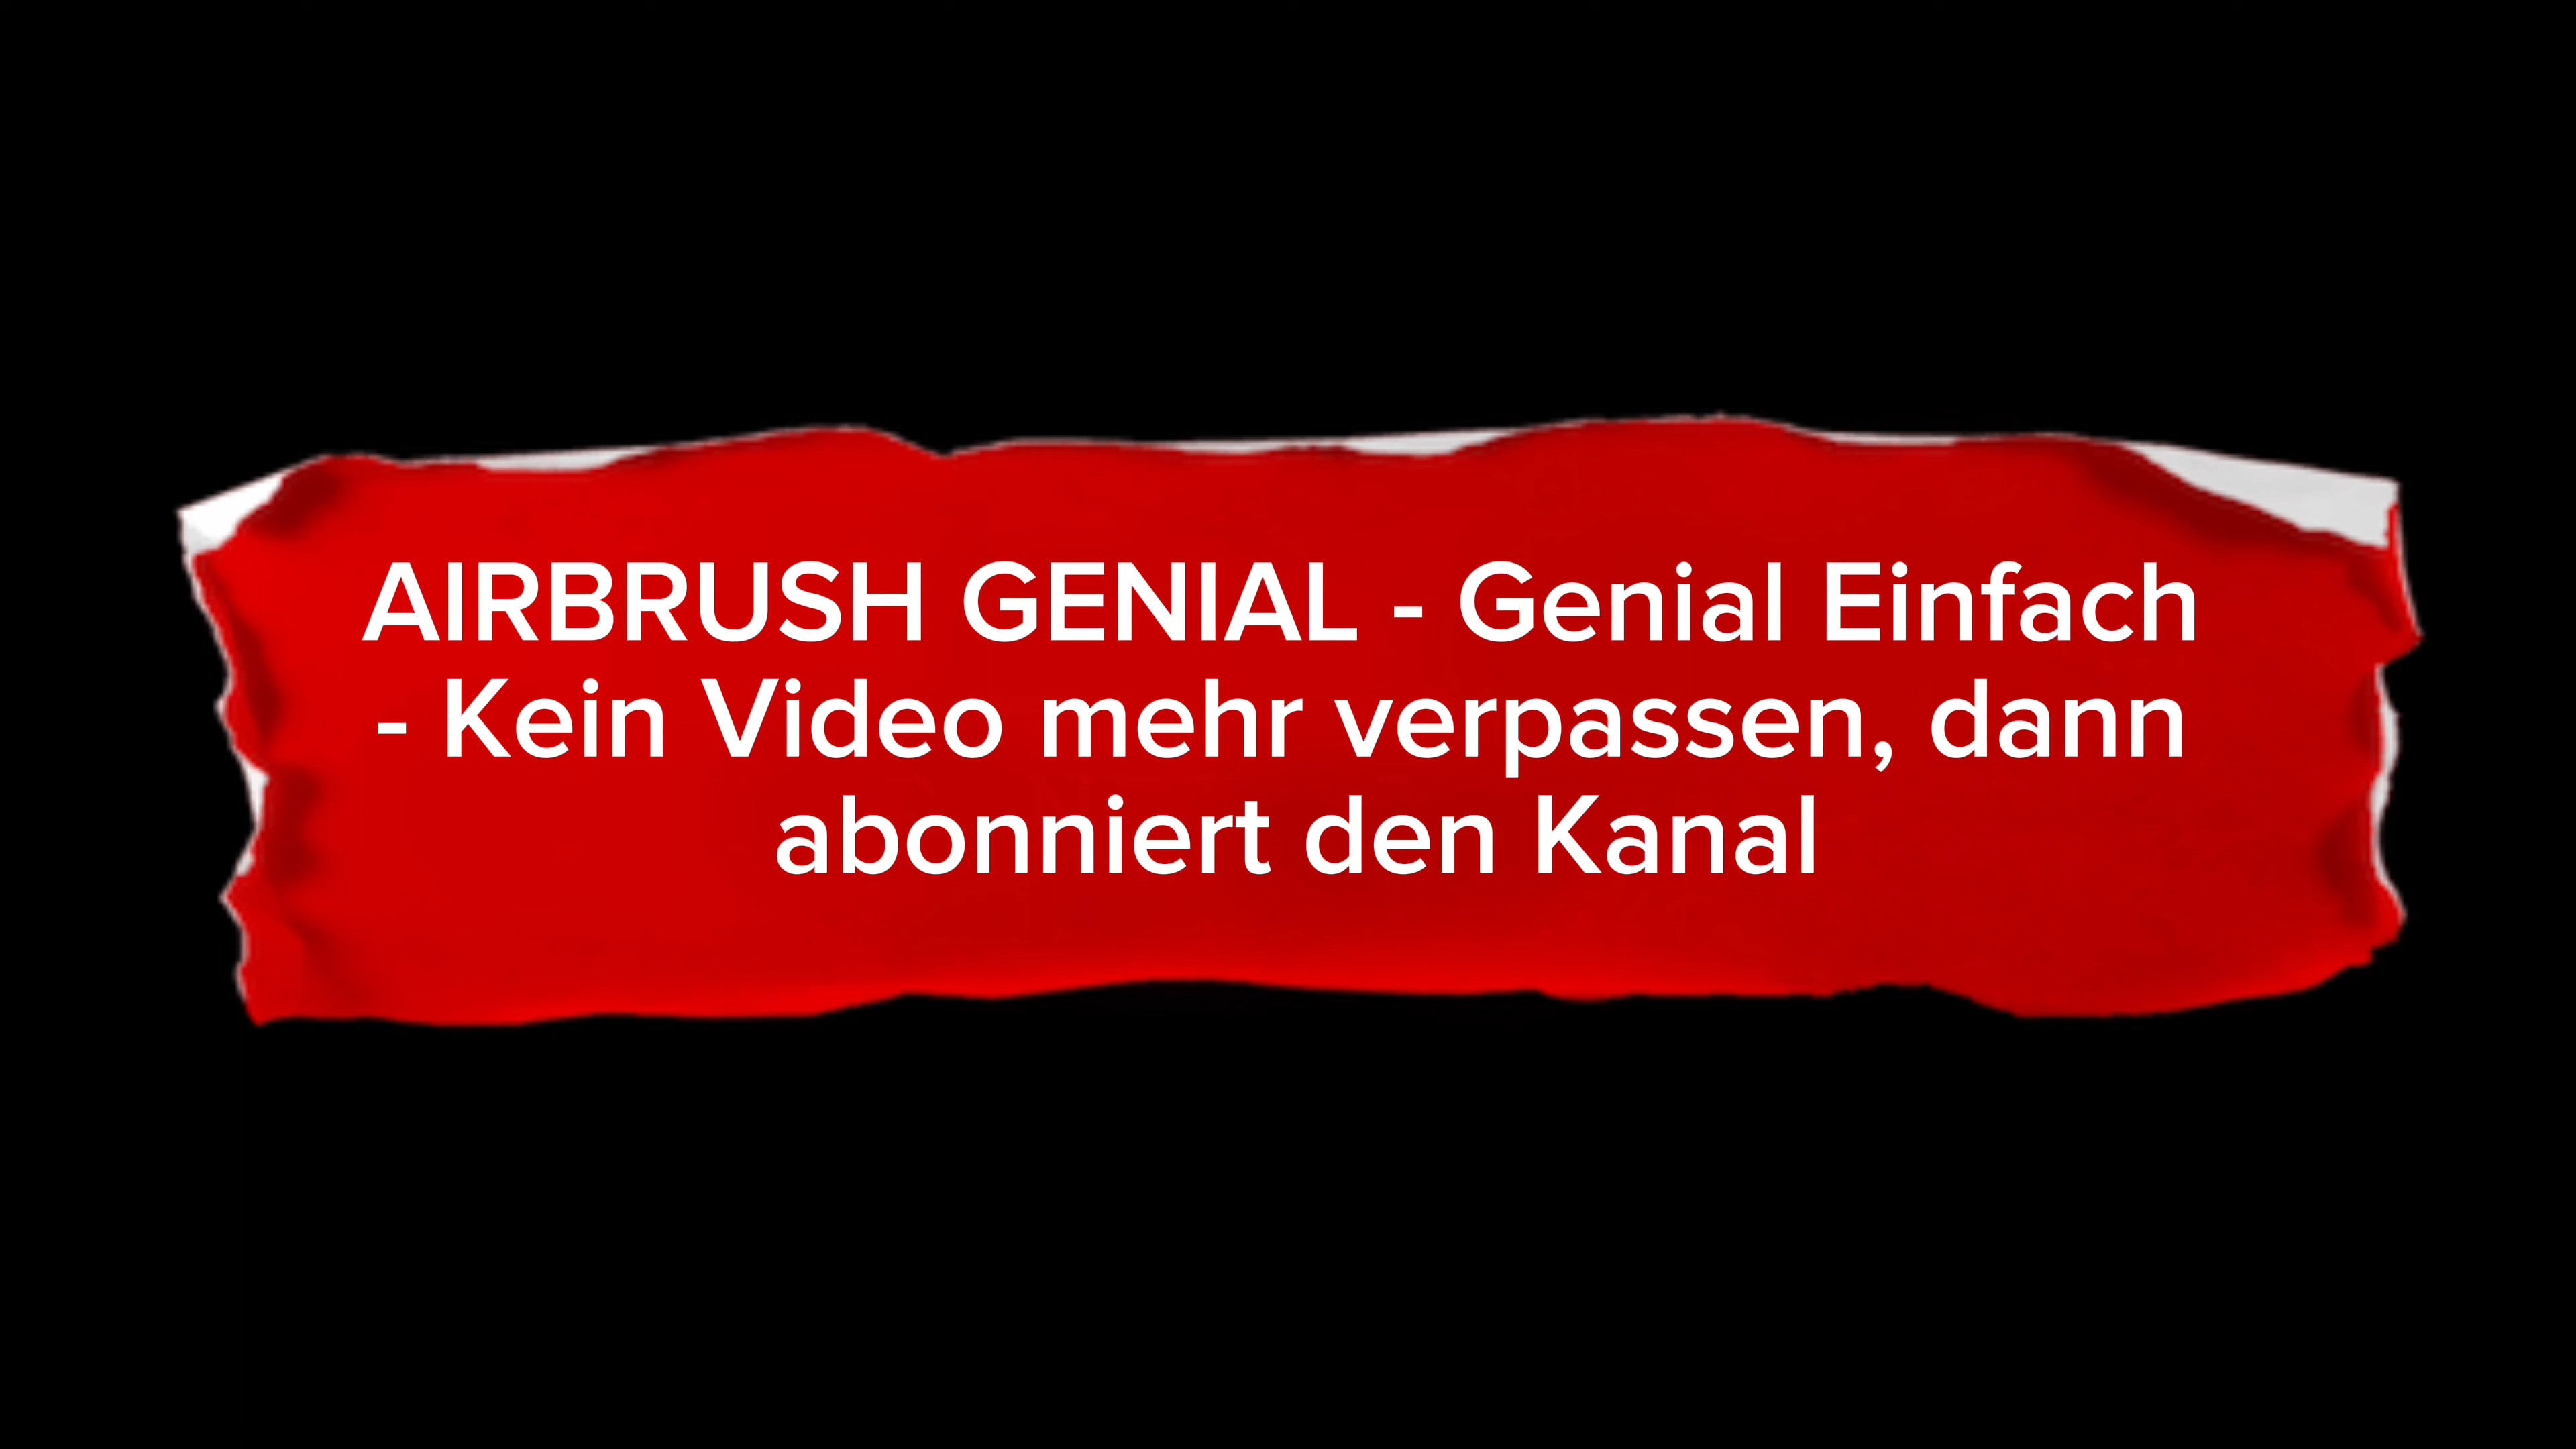 AIRBRUSH GENIAL - Genial Einfach
- Kein Video mehr verpassen, dann
abonniert den Kanal